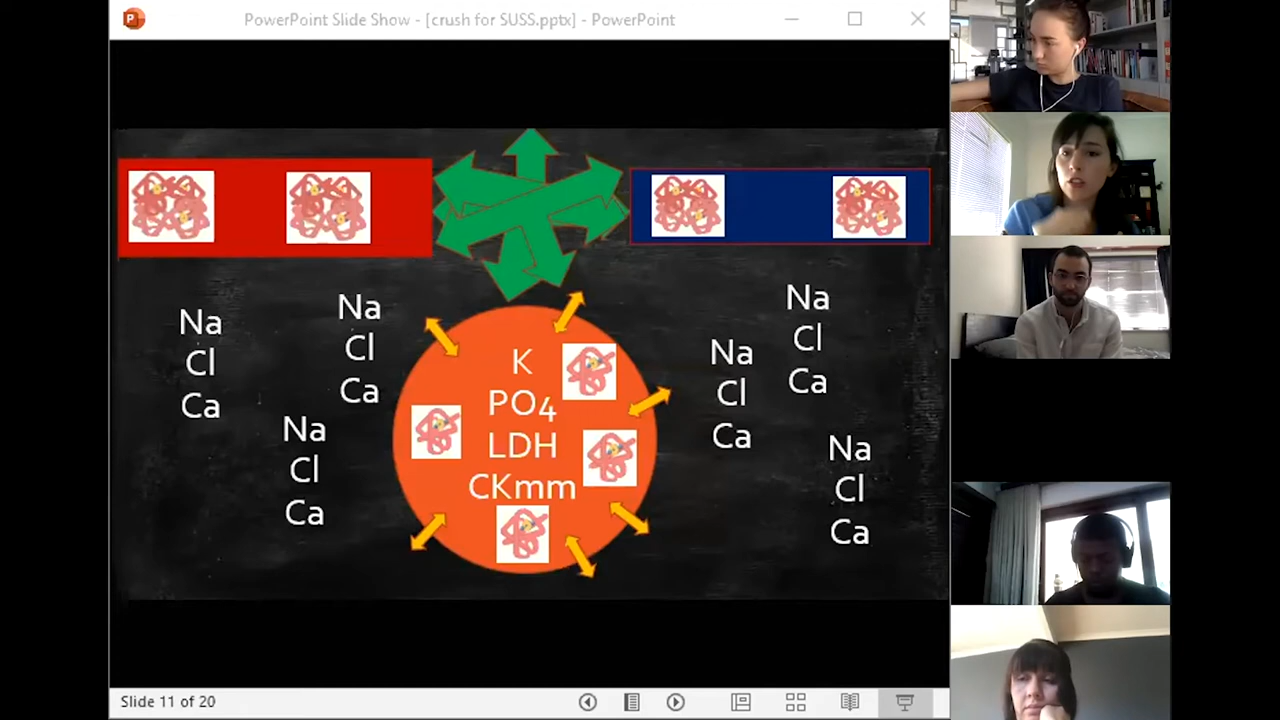 PowerPoint Slide Show - [crush for SUSS.pptx] - PowerPoint
Na
Cl
Ca
Na
Cl
Ca
Na
Cl
Ca
K
PO4
LDH
CKmm
Na
Cl
Ca
Na
Cl
Ca
Na
Cl
Ca
Slide 11 of 20